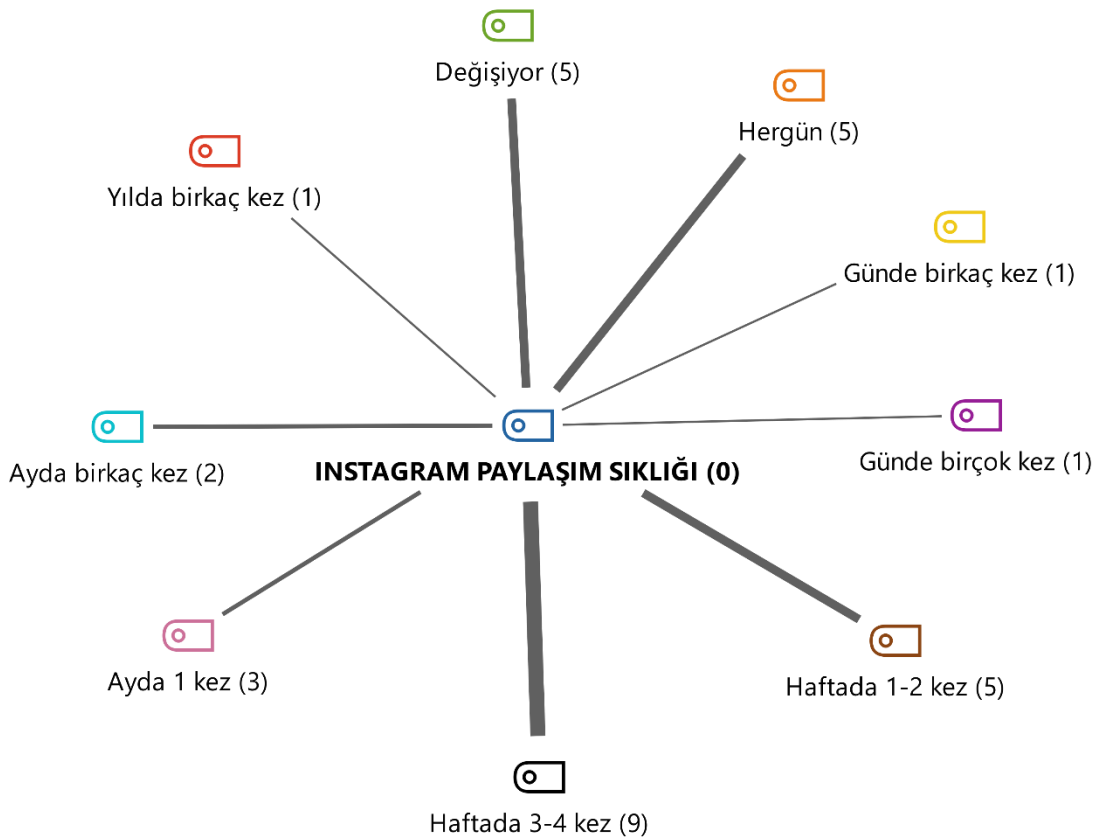 Değişiyor (5)
Hergün (5)
Yılda birkaç kez (1)
Günde birkaç kez (1)
Günde birçok kez (1)
Ayda birkaç kez (2)
INSTAGRAM PAYLAŞIM SIKLIĞI (0)
Ayda 1 kez (3)
Haftada 1-2 kez (5)
Haftada 3-4 kez (9)